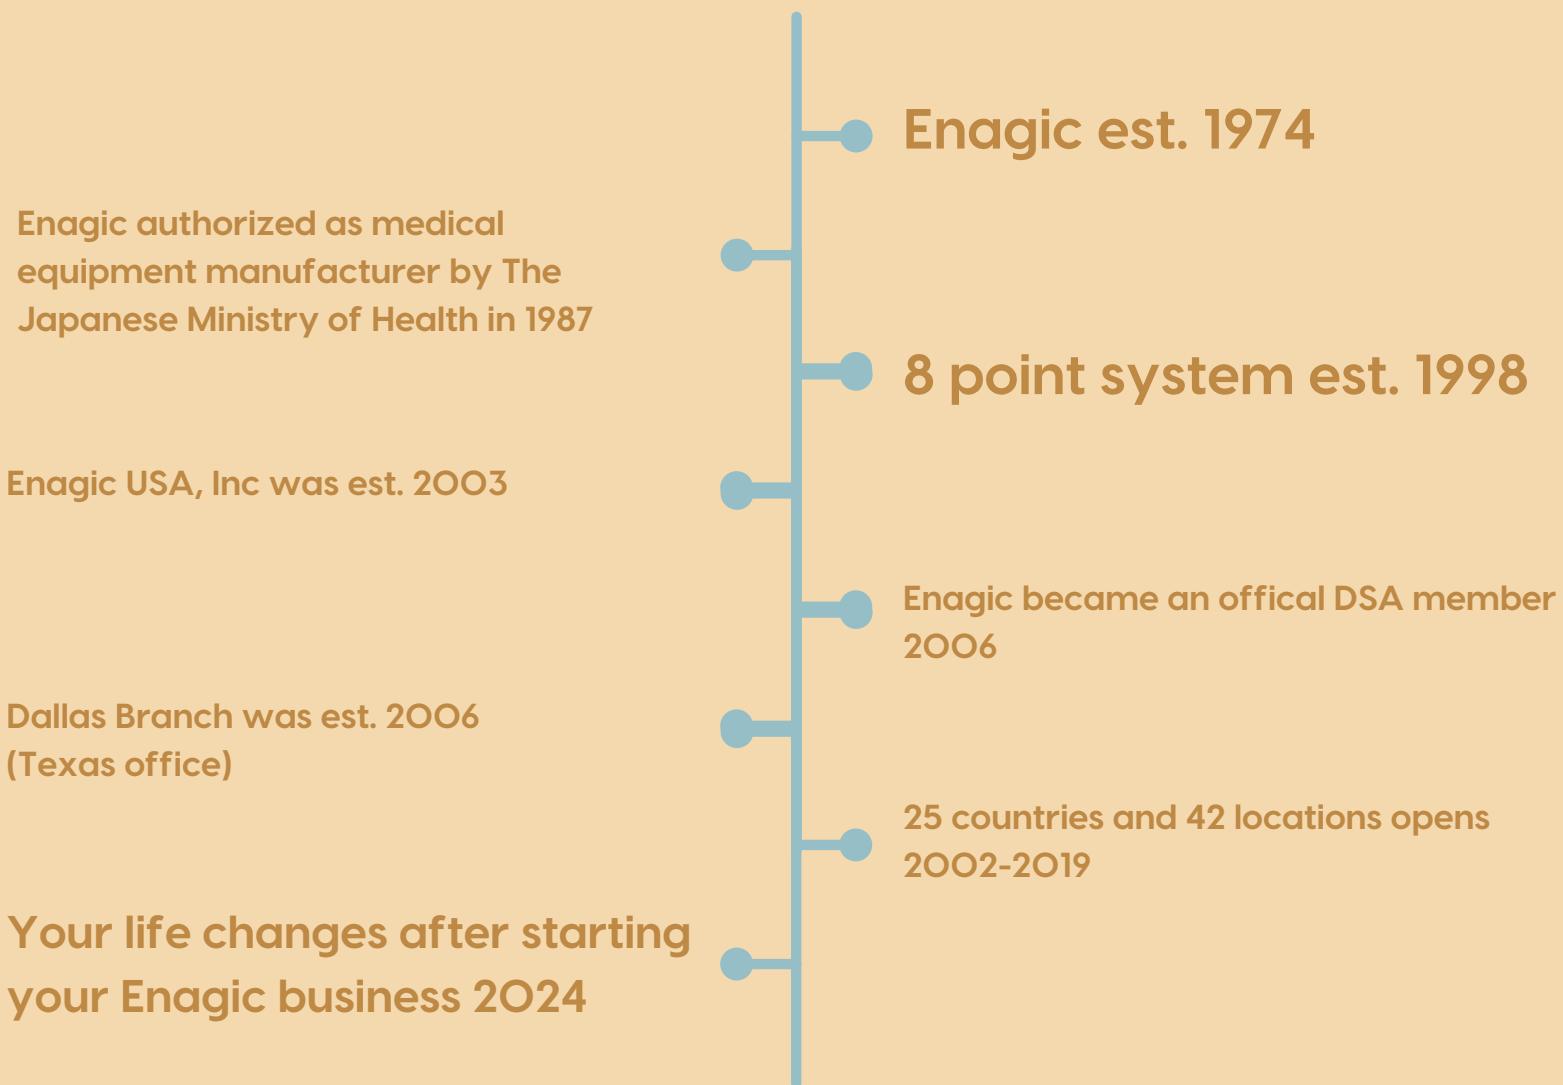 Enagic est. 1974
Enagic authorized as medical
equipment manufacturer by The
Japanese Ministry of Health in 1987
8 point system est. 1998
Enagic USA, Inc was est. 2003
Enagic became an offical DSA member
2006
Dallas Branch was est. 2006
(Texas office)
25 countries and 42 locations opens
2002-2019
Your life changes after starting
your Enagic business 2024